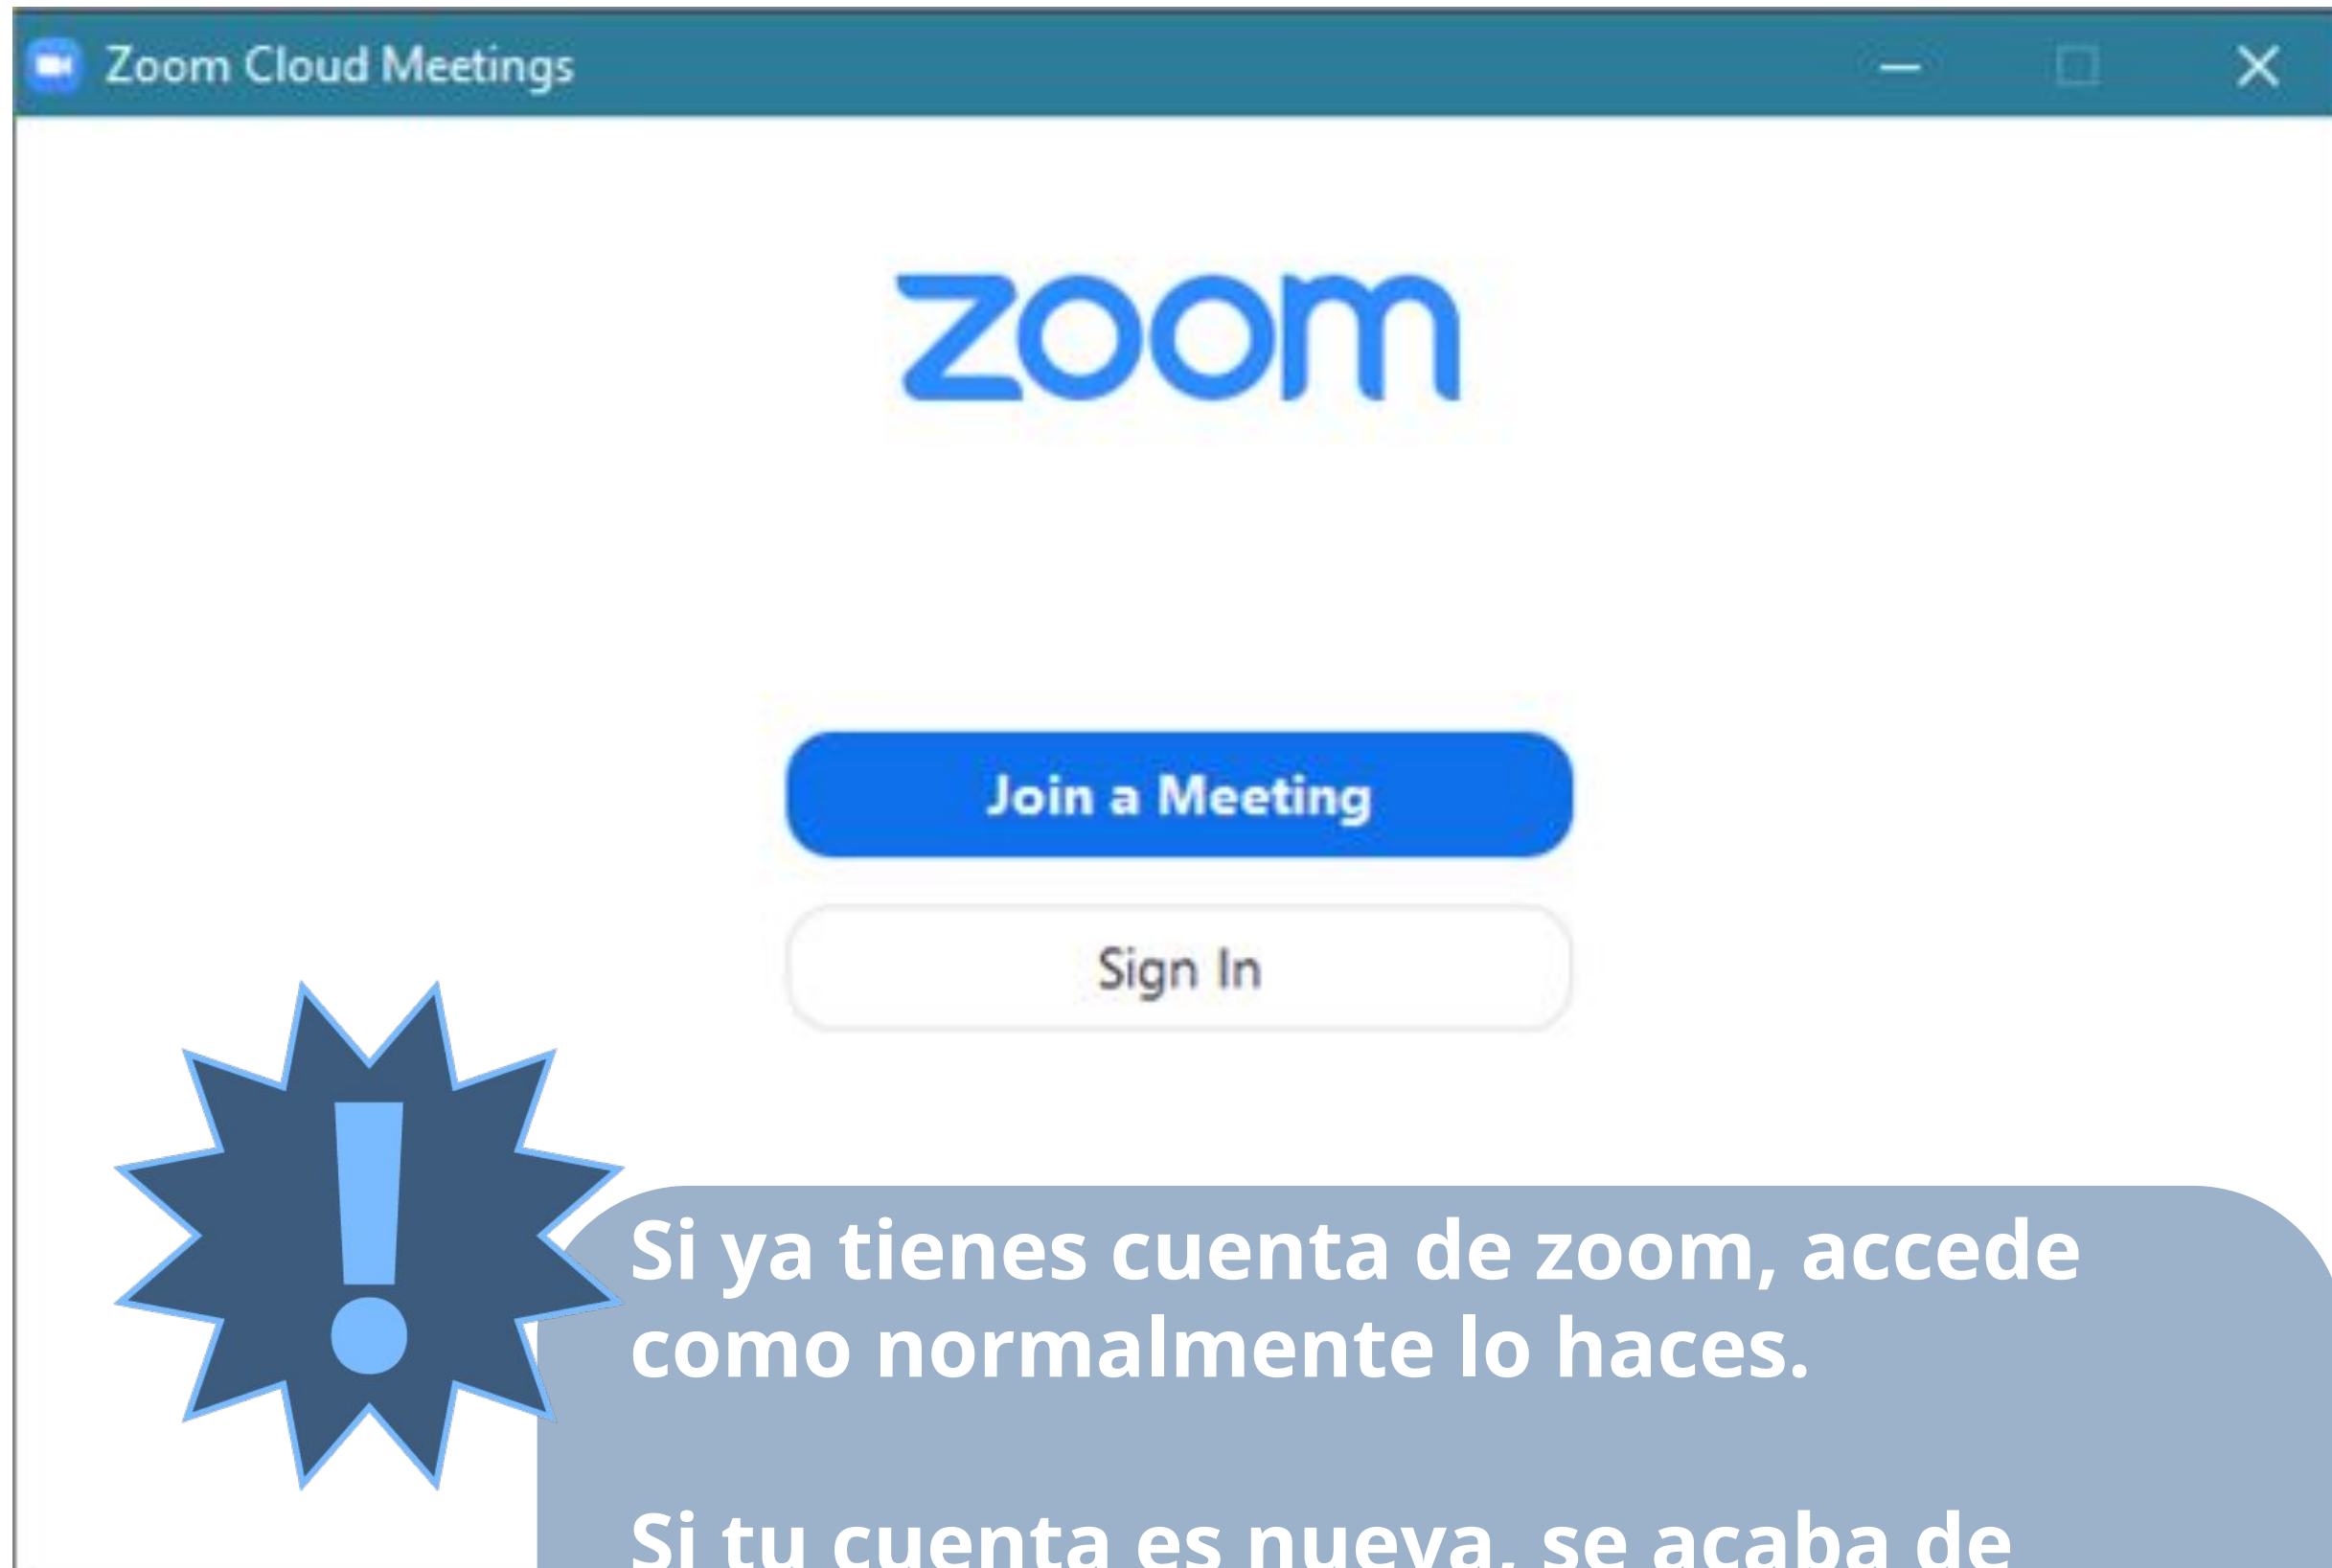 Zoom Cloud Meetings
zoom
Join a Meeting
Sign In
!
Si ya tienes cuenta de zoom, accede
como normalmente lo haces.
Si tu cuenta es nueva, se acaba de